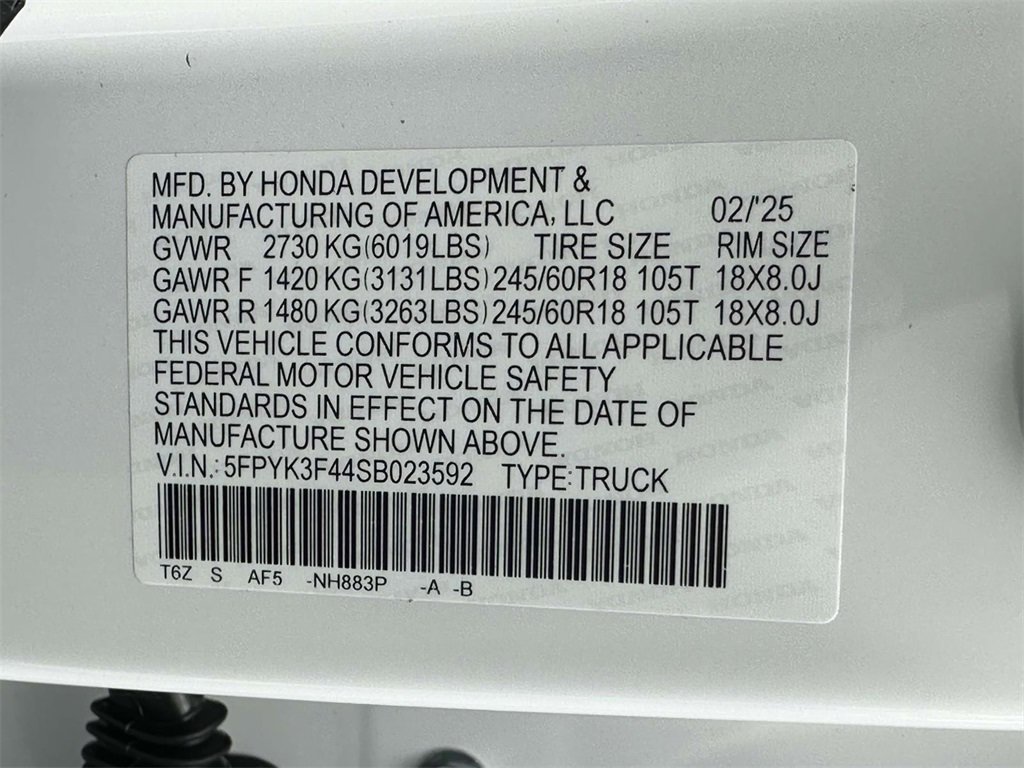 MFD. BY HONDA DEVELOPMENT &
MANUFACTURING OF AMERICA, LLC 02/'25
GVWR 2730 KG(6019LBS) TIRE SIZE RIM SIZE
GAWR F 1420 KG(3131LBS) 245/60R18 105T 18X8.0J
GAWR R 1480 KG(3263LBS) 245/60R18 105T 18X8.0J
THIS VEHICLE CONFORMS TO ALL APPLICABLE
FEDERAL MOTOR VEHICLE SAFETY
STANDARDS IN EFFECT ON THE DATE OF
MANUFACTURE SHOWN ABOVE.
V.I.N.: 5FPYK3F44SB023592 TYPE: TRUCK
T6Z S AF5 -NH883P -A -B